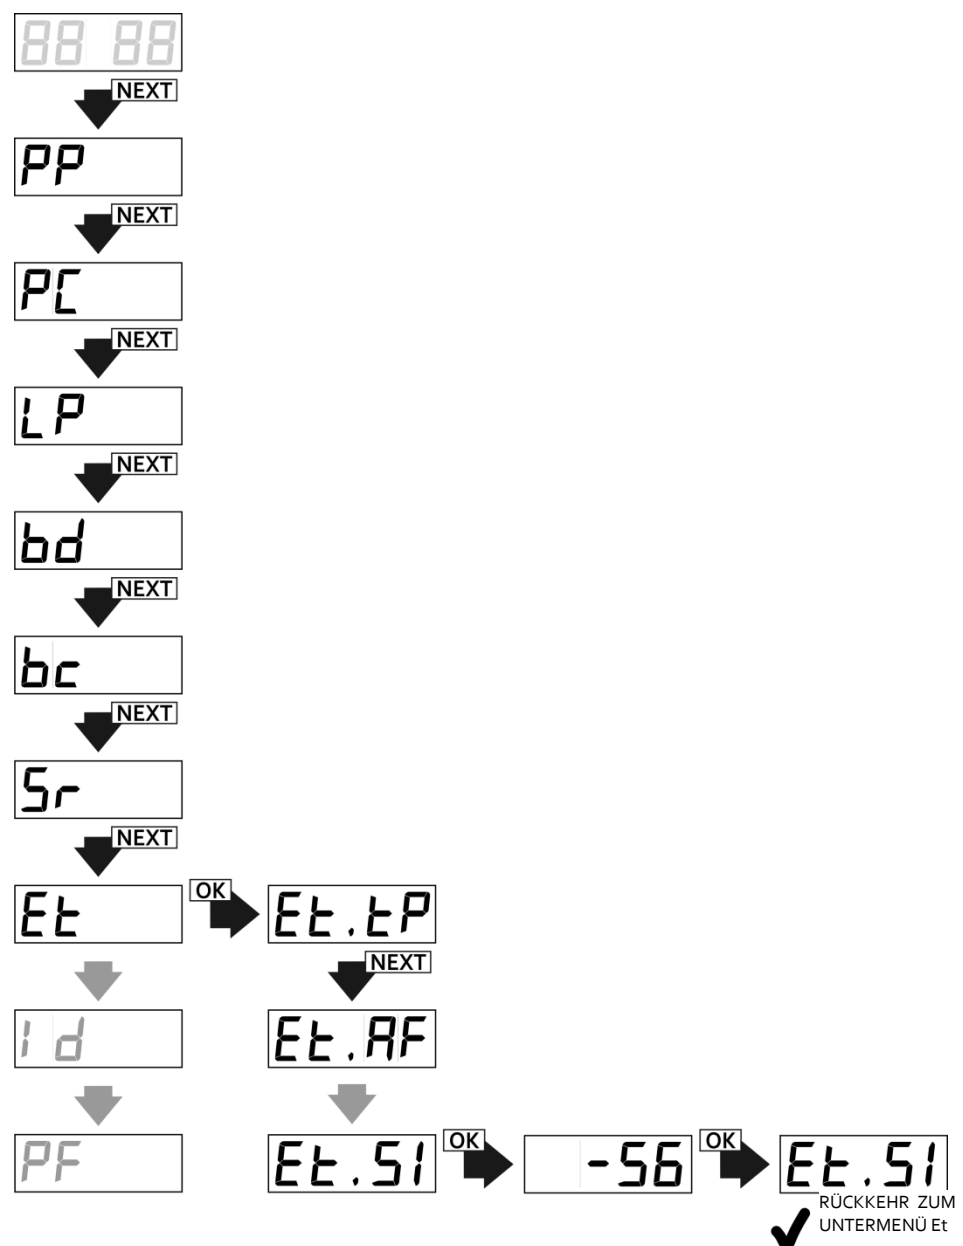 88 88
NEXT
PP
NEXT
PC
NEXT
LP
NEXT
bd
NEXT
bc
NEXT
Sr
NEXT
Et
OK
Et.tP
NEXT
Id
Et.AF
PF
Et.SI
OK
-56
OK
Et.SI
RÜCKKEHR ZUM
UNTERMENÜ Et